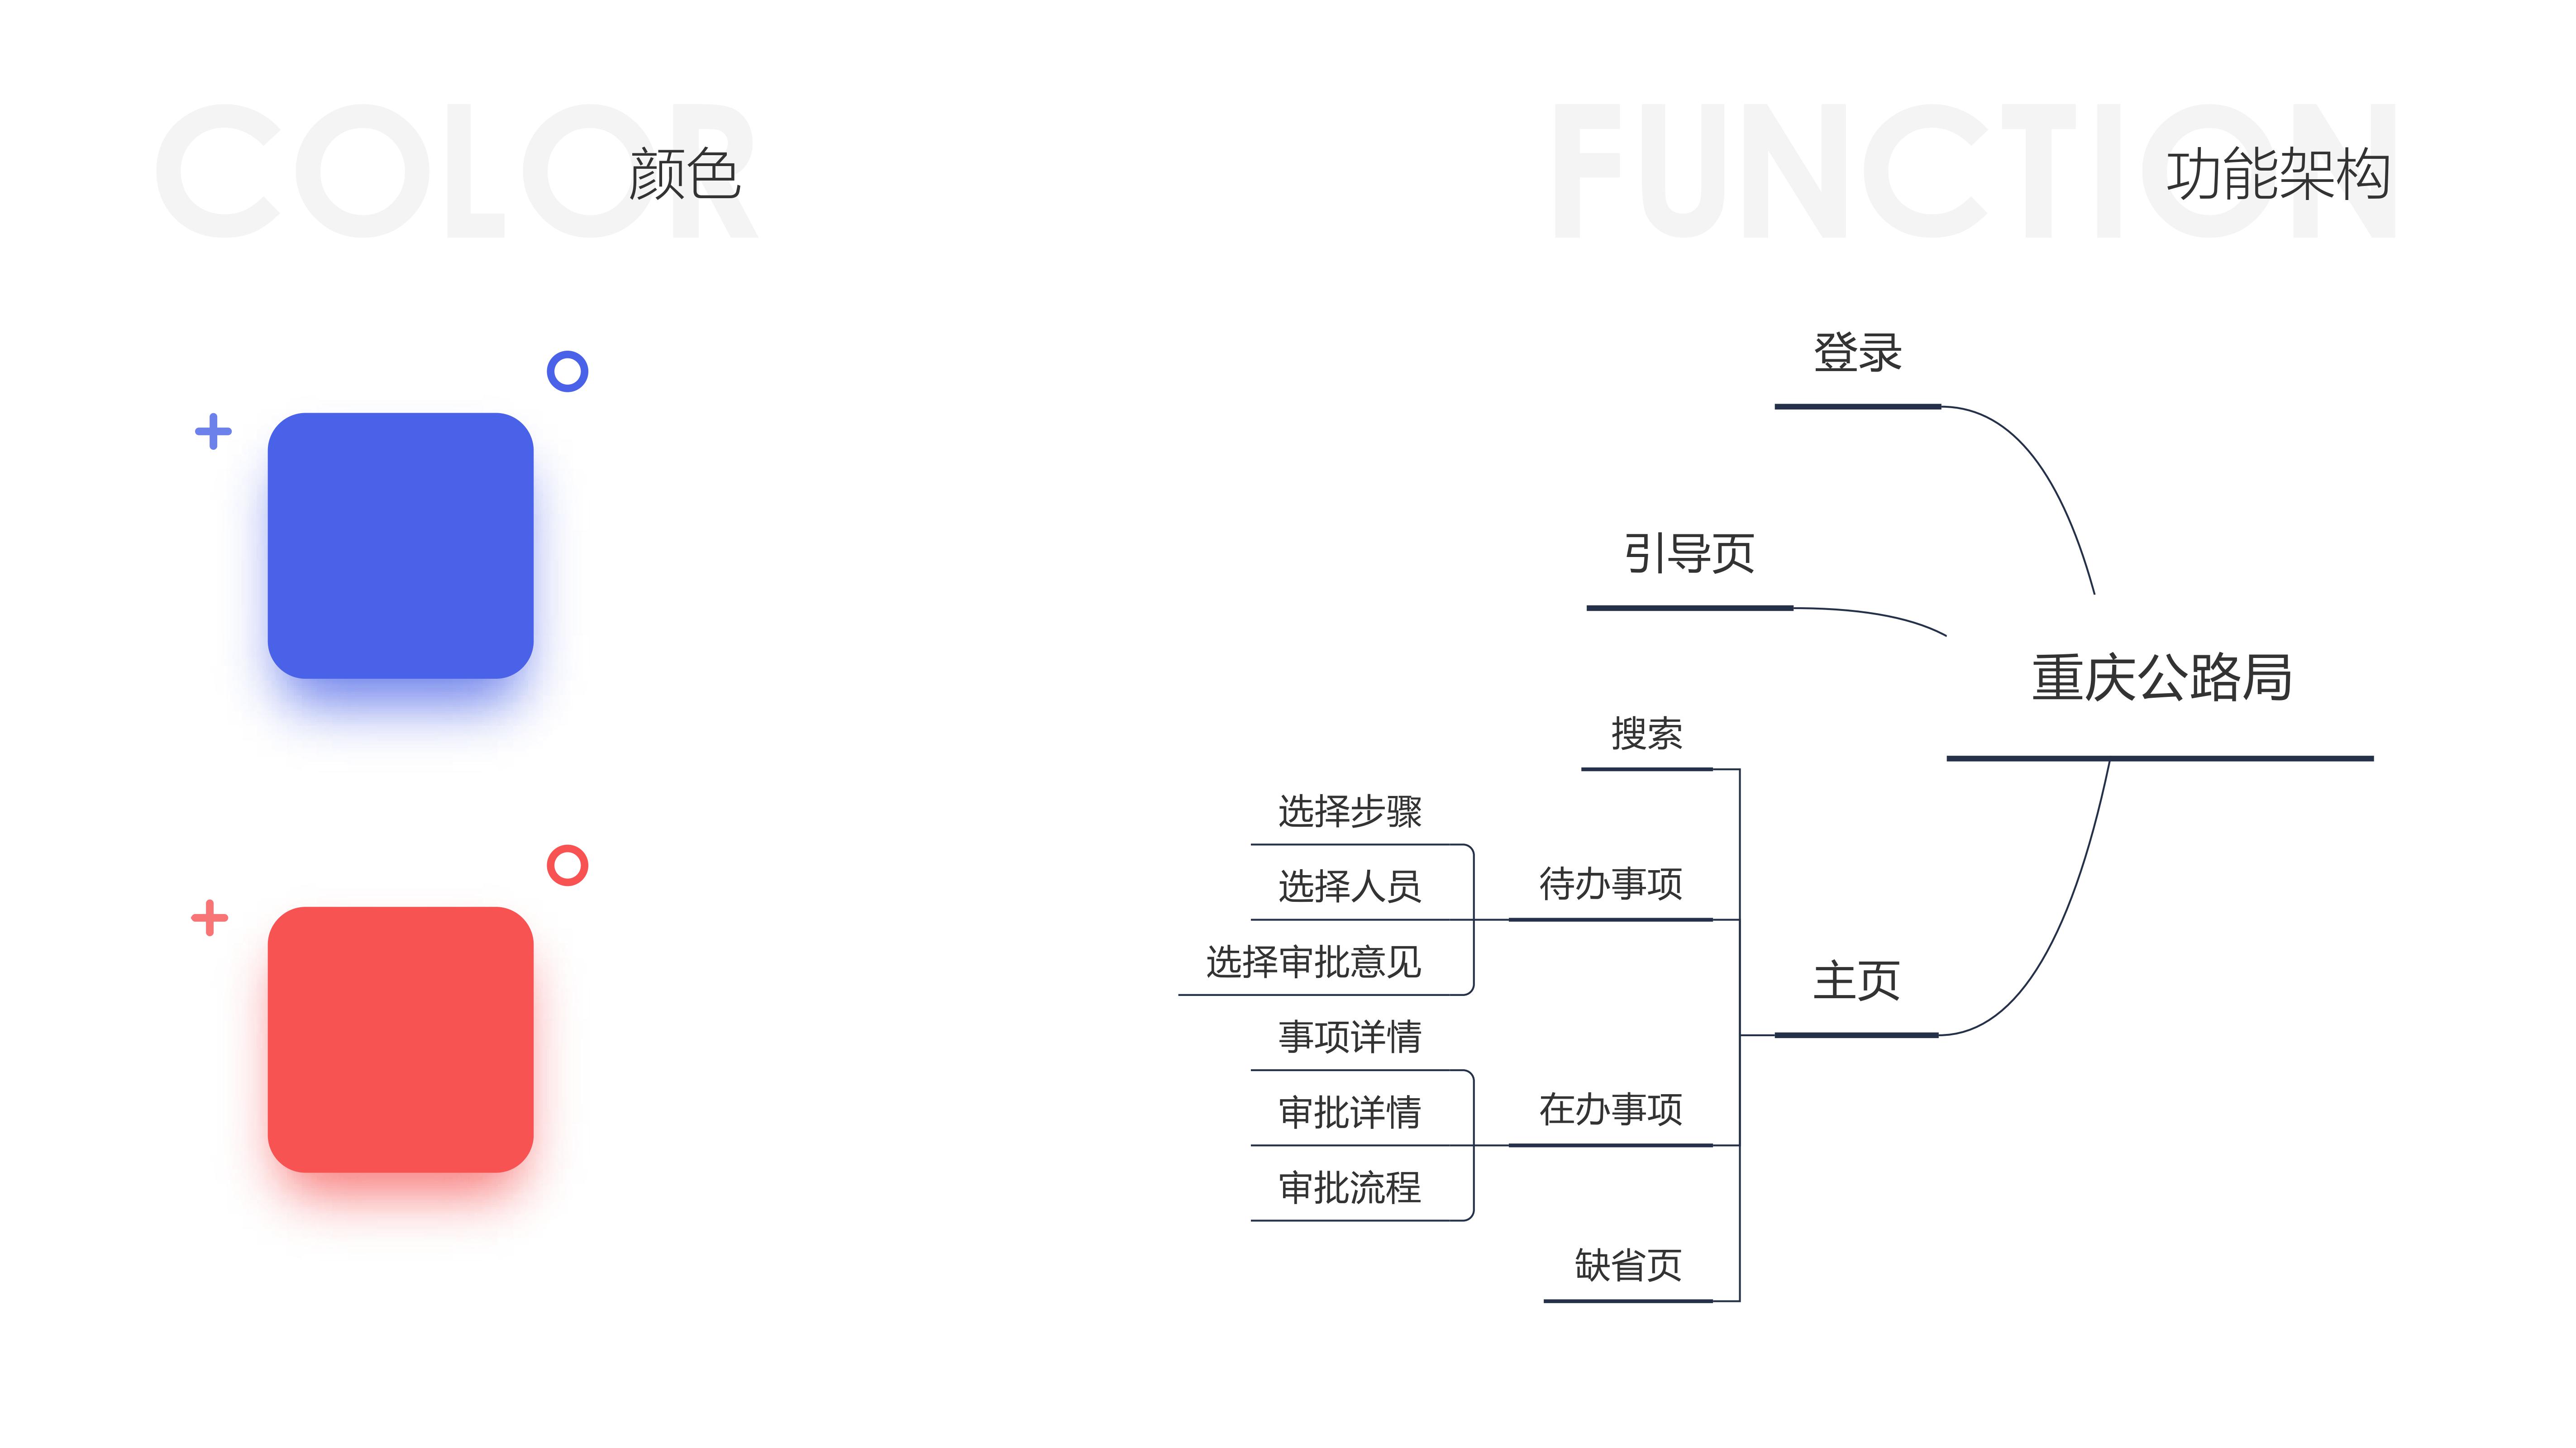 COLOR
颜色
FUNCTION
功能架构
登录
引导页
重庆公路局
搜索
选择步骤
待办事项
选择人员
选择审批意见
主页
事项详情
在办事项
审批详情
审批流程
缺省页